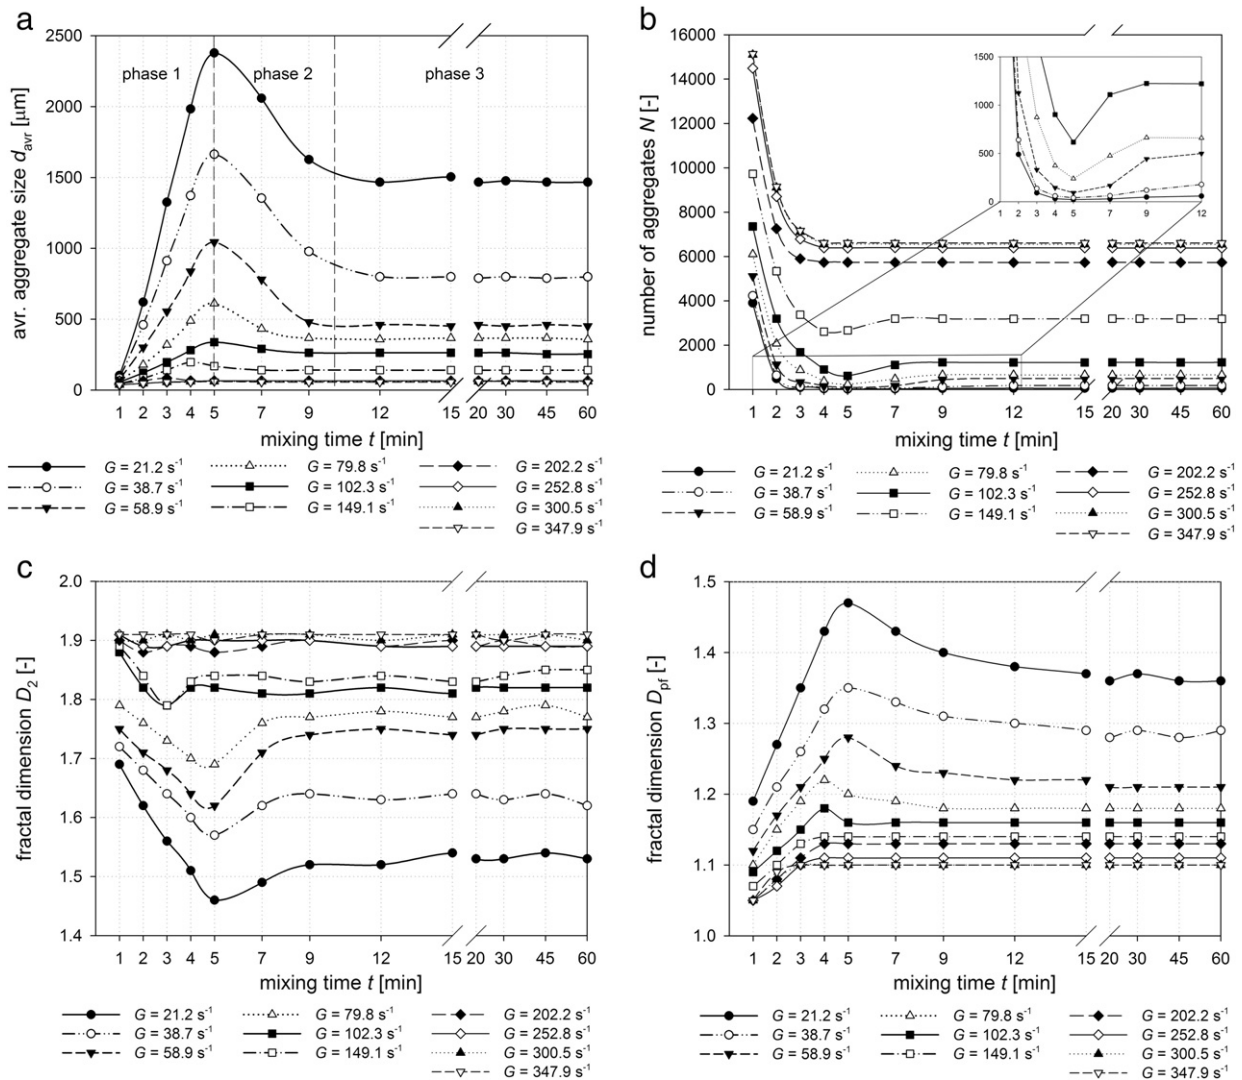 a
2500
2000
1500
1000
500
0
avr. aggregate size d_avr [µm]
phase 1
phase 2
phase 3
1 2 3 4 5 7 9 12 15 20 30 45 60
mixing time t [min]
G = 21.2 s⁻¹
G = 38.7 s⁻¹
G = 58.9 s⁻¹
G = 79.8 s⁻¹
G = 102.3 s⁻¹
G = 149.1 s⁻¹
G = 202.2 s⁻¹
G = 252.8 s⁻¹
G = 300.5 s⁻¹
G = 347.9 s⁻¹
b
16000
14000
12000
10000
8000
6000
4000
2000
0
number of aggregates N [-]
1500
1000
500
0
1 2 3 4 5 7 9 12
1 2 3 4 5 7 9 12 15 20 30 45 60
mixing time t [min]
G = 21.2 s⁻¹
G = 38.7 s⁻¹
G = 58.9 s⁻¹
G = 79.8 s⁻¹
G = 102.3 s⁻¹
G = 149.1 s⁻¹
G = 202.2 s⁻¹
G = 252.8 s⁻¹
G = 300.5 s⁻¹
G = 347.9 s⁻¹
c
2.0
1.9
1.8
1.7
1.6
1.5
1.4
fractal dimension D₂ [-]
1 2 3 4 5 7 9 12 15 20 30 45 60
mixing time t [min]
G = 21.2 s⁻¹
G = 38.7 s⁻¹
G = 58.9 s⁻¹
G = 79.8 s⁻¹
G = 102.3 s⁻¹
G = 149.1 s⁻¹
G = 202.2 s⁻¹
G = 252.8 s⁻¹
G = 300.5 s⁻¹
G = 347.9 s⁻¹
d
1.5
1.4
1.3
1.2
1.1
1.0
fractal dimension D_pf [-]
1 2 3 4 5 7 9 12 15 20 30 45 60
mixing time t [min]
G = 21.2 s⁻¹
G = 38.7 s⁻¹
G = 58.9 s⁻¹
G = 79.8 s⁻¹
G = 102.3 s⁻¹
G = 149.1 s⁻¹
G = 202.2 s⁻¹
G = 252.8 s⁻¹
G = 300.5 s⁻¹
G = 347.9 s⁻¹